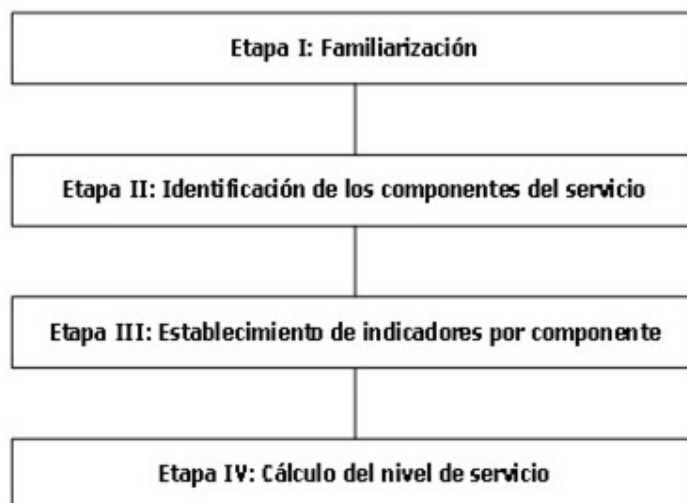 Etapa I: Familiarización
Etapa II: Identificación de los componentes del servicio
Etapa III: Establecimiento de indicadores por componente
Etapa IV: Cálculo del nivel de servicio